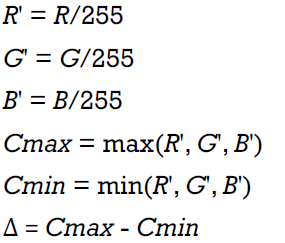 R' = R/255
G' = G/255
B' = B/255
Cmax = max(R', G', B')
Cmin = min(R', G', B')
Δ = Cmax - Cmin